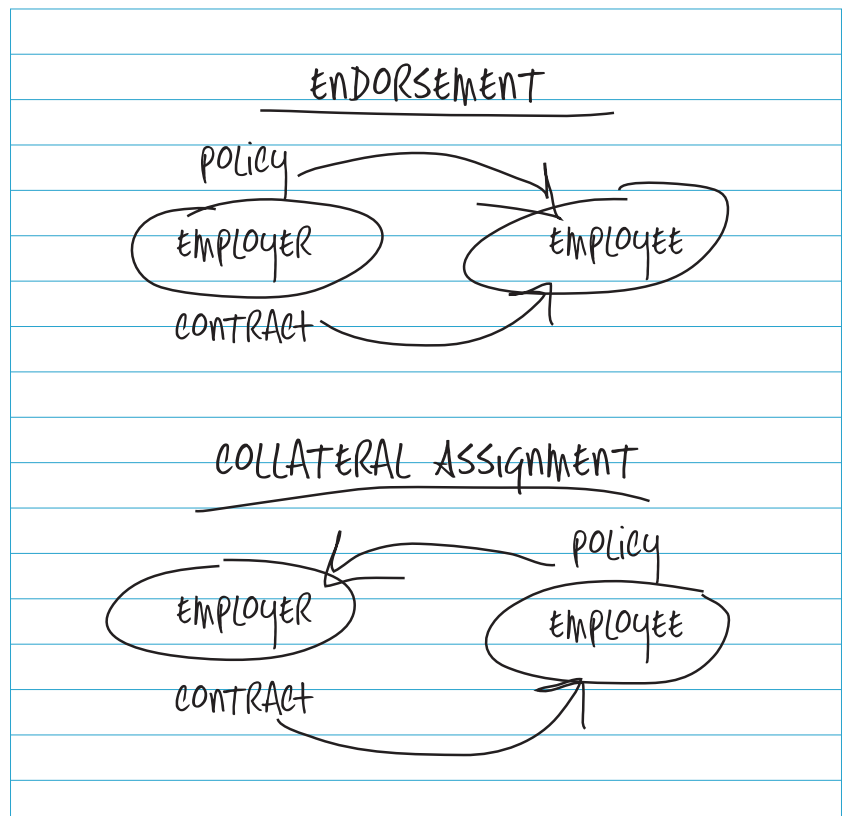 ENDORSEMENT
POLICY
EMPLOYER EMPLOYEE
CONTRACT
COLLATERAL ASSIGNMENT
POLICY
EMPLOYER EMPLOYEE
CONTRACT